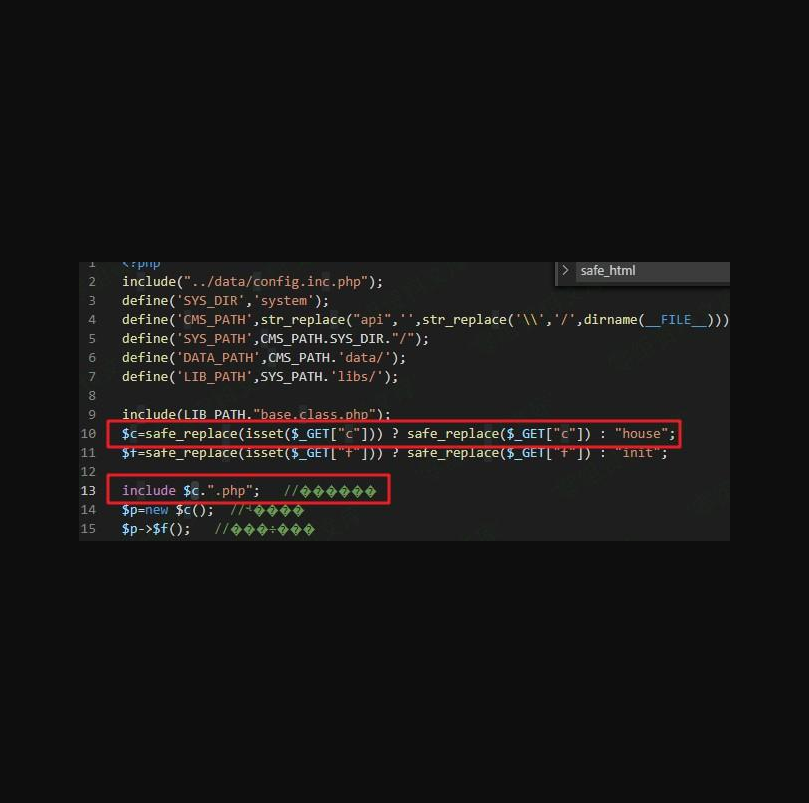 1 <?php
safe_html
2 include("../data/config.inc.php");
3 define('SYS_DIR','system');
4 define('CMS_PATH',str_replace("api",'',str_replace('\\','/',dirname(__FILE__)))
5 define('SYS_PATH',CMS_PATH.SYS_DIR."/");
6 define('DATA_PATH',CMS_PATH.'data/');
7 define('LIB_PATH',SYS_PATH.'libs/');
8
9 include(LIB_PATH."base.class.php");
10 $c=safe_replace(isset($_GET["c"])) ? safe_replace($_GET["c"]) : "house";
11 $f=safe_replace(isset($_GET["f"])) ? safe_replace($_GET["f"]) : "init";
12
13 include $c.".php"; //������
14 $p=new $c(); //����
15 $p->$f(); //���÷���